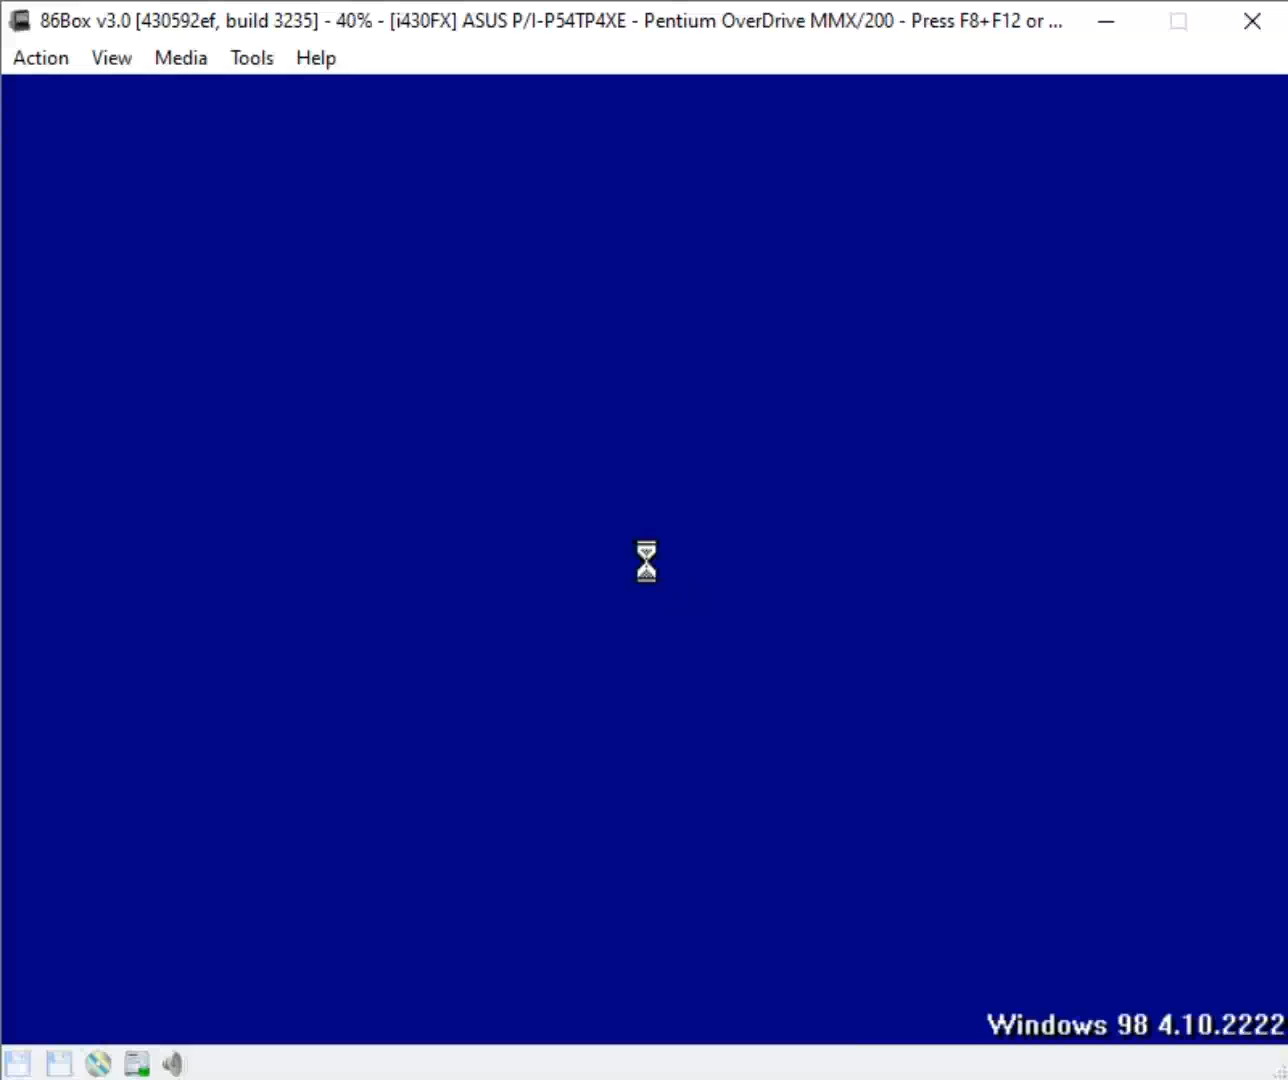 86Box v3.0 [430592ef, build 3235] - 40% - [i430FX] ASUS P/I-P54TP4XE - Pentium OverDrive MMX/200 - Press F8+F12 or ...
Action View Media Tools Help
Windows 98 4.10.2222